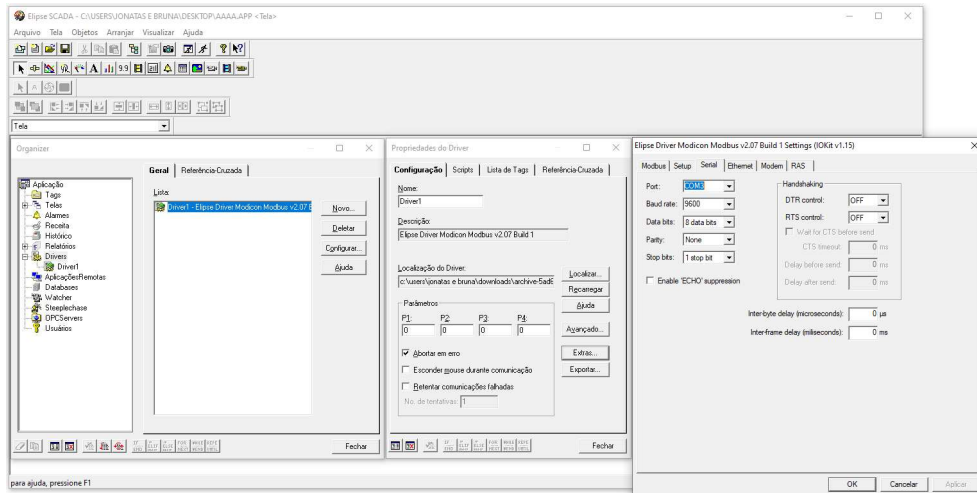 Elipse SCADA - C:\USERS\JONATAS E BRUNA\DESKTOP\AAAA.APP <Tela>
Arquivo Tela Objetos Arranjar Visualizar Ajuda
Tela
Organizer
Aplicação
Tags
Telas
Alarmes
Receita
Histórico
Relatórios
Drivers
Driver1
AplicaçõesRemotas
Databases
Watcher
Steeplechase
OPCServers
Usuários
Geral Referência-Cruzada
Lista:
Driver1 - Elipse Driver Modicon Modbus v2.07 B
Novo...
Deletar
Configurar...
Ajuda
Fechar
Propriedades do Driver
Configuração Scripts Lista de Tags Referência-Cruzada
Nome:
Driver1
Descrição:
Elipse Driver Modicon Modbus v2.07 Build 1
Localização do Driver:
c:\users\jonatas e bruna\downloads\archive-5ad6
Localizar...
Recarregar
Ajuda
Avançado...
Extras...
Exportar...
Parâmetros
P1: P2: P3: P4:
0 0 0 0
Abortar em erro
Esconder mouse durante comunicação
Retentar comunicações falhadas
No. de tentativas: 1
Fechar
Elipse Driver Modicon Modbus v2.07 Build 1 Settings (IOKit v1.15)
Modbus Setup Serial Ethernet Modem RAS
Port: COM3
Baud rate: 9600
Data bits: 8 data bits
Parity: None
Stop bits: 1 stop bit
Enable 'ECHO' suppression
Handshaking
DTR control: OFF
RTS control: OFF
Wait for CTS before send
CTS timeout: 0 ms
Delay before send: 0 ms
Delay after send: 0 ms
Inter-byte delay (microseconds): 0 µs
Inter-frame delay (miliseconds): 0 ms
OK Cancelar Aplicar
para ajuda, pressione F1